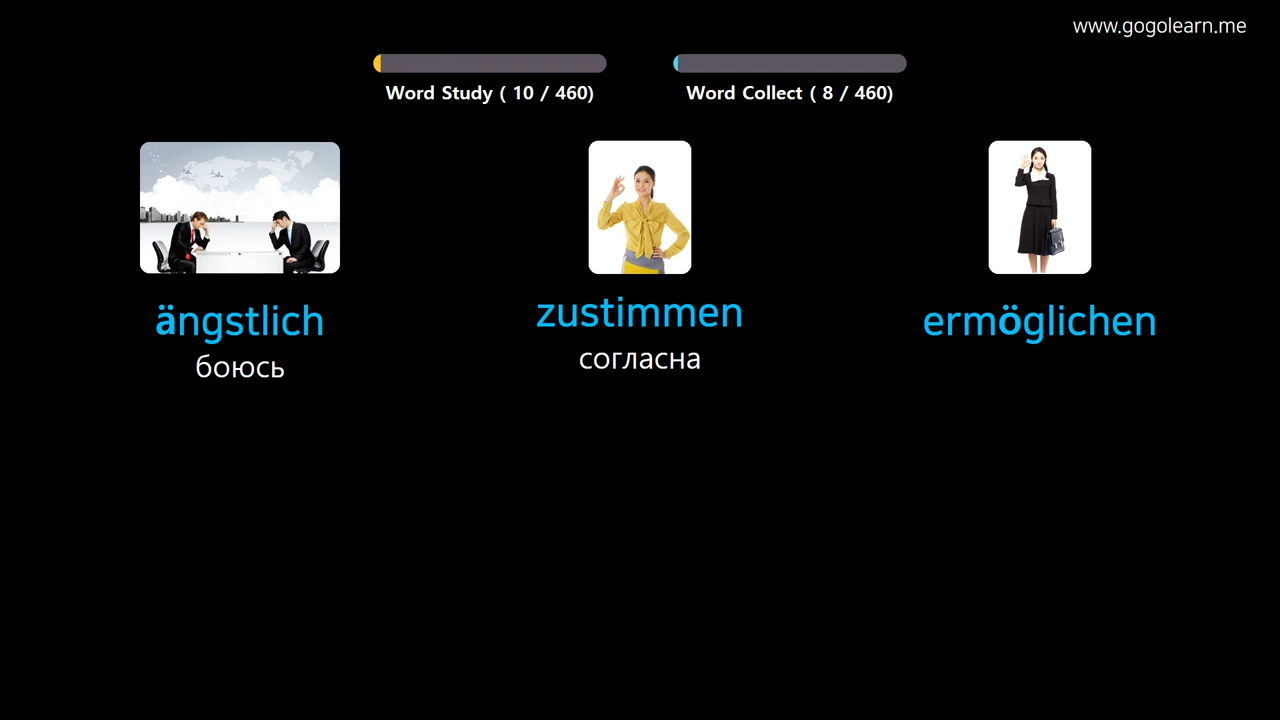 www.gogolearn.me
Word Study ( 10 / 460)
Word Collect ( 8 / 460)
ängstlich
боюсь
zustimmen
согласна
ermöglichen